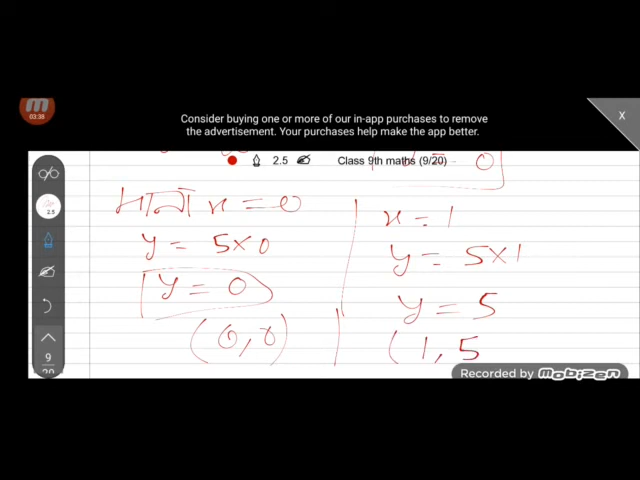 03:38
Consider buying one or more of our in-app purchases to remove
the advertisement. Your purchases help make the app better.
X
2.5
Class 9th maths (9/20)
0
2.5
माना x = 0
y = 5 × 0
y = 0
(0, 0)
x = 1
y = 5 × 1
y = 5
(1, 5
9
20
Recorded by mobizen